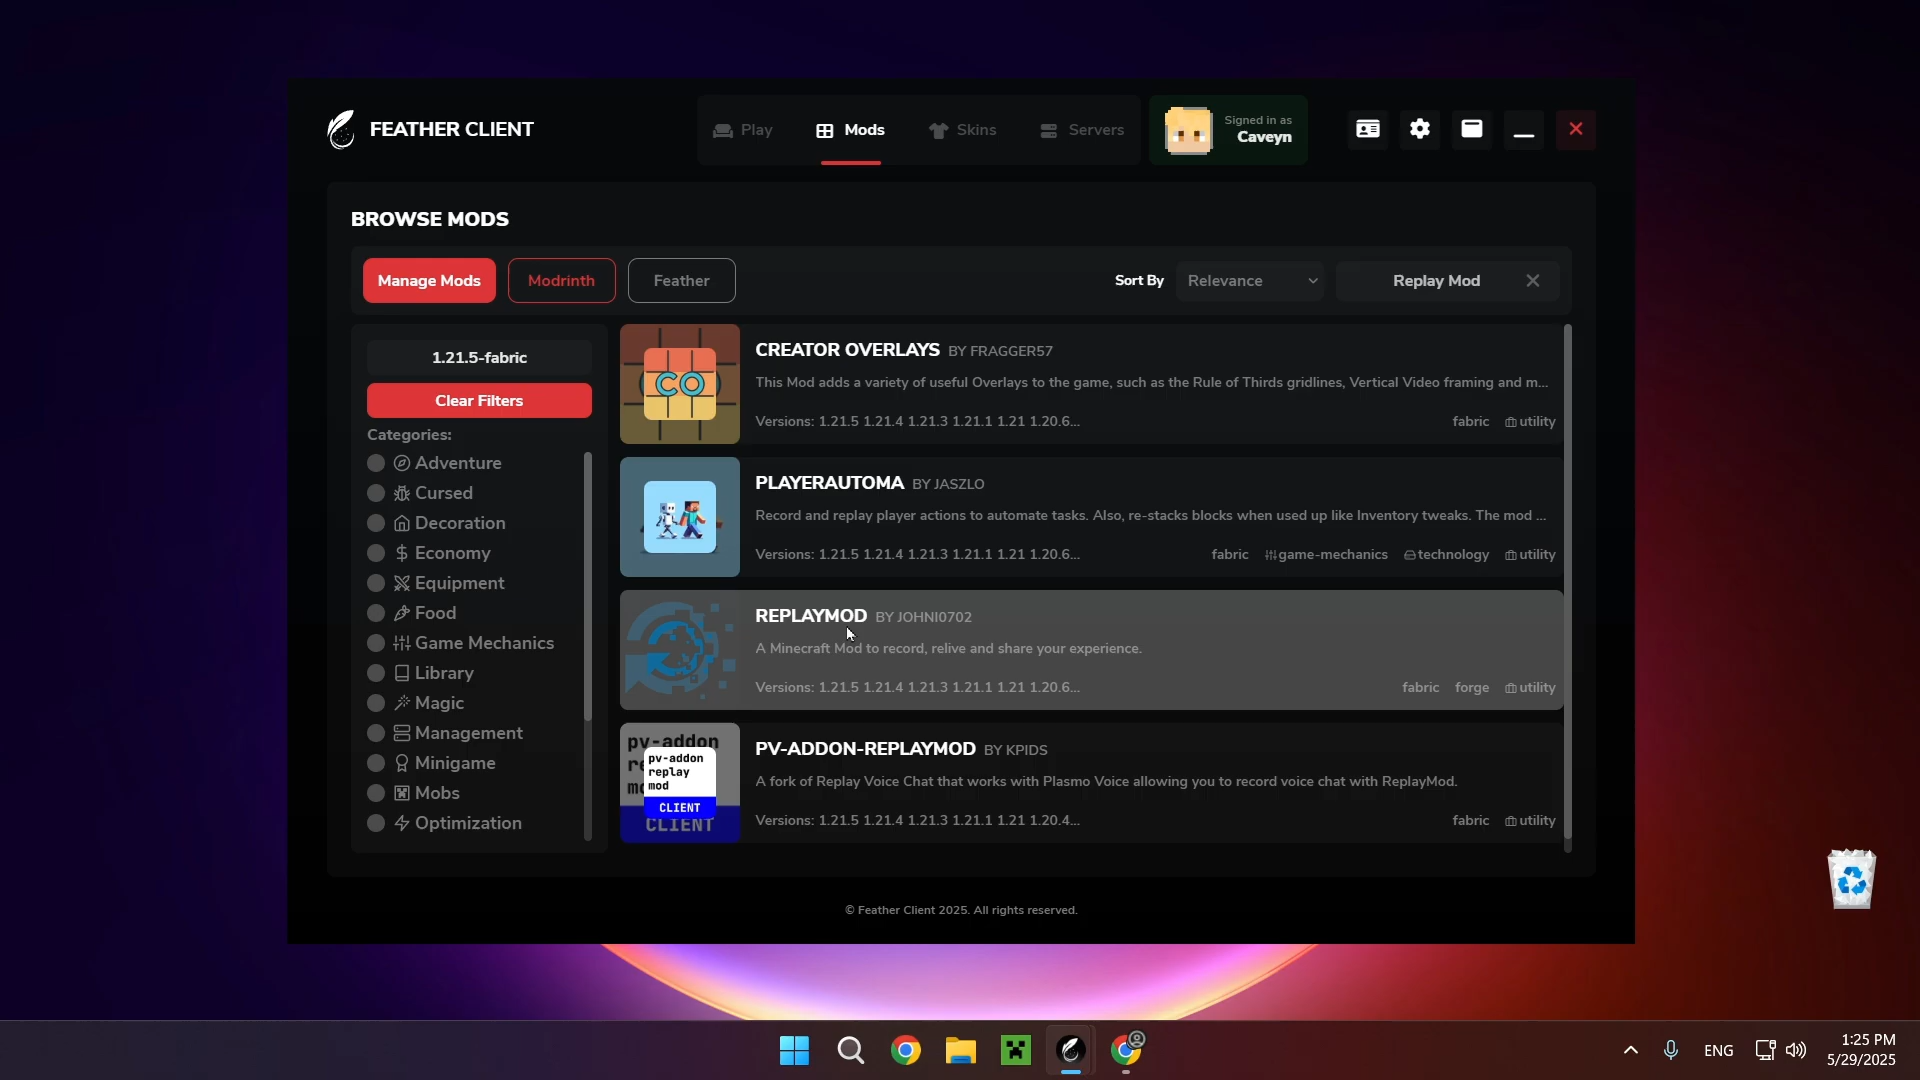 FEATHER CLIENT
Play
Mods
Skins
Servers
Signed in as
Caveyn
BROWSE MODS
Manage Mods
Modrinth
Feather
Sort By
Relevance
Replay Mod
1.21.5-fabric
Clear Filters
Categories:
Adventure
Cursed
Decoration
Economy
Equipment
Food
Game Mechanics
Library
Magic
Management
Minigame
Mobs
Optimization
CO
CREATOR OVERLAYS BY FRAGGER57
This Mod adds a variety of useful Overlays to the game, such as the Rule of Thirds gridlines, Vertical Video framing and m...
Versions: 1.21.5 1.21.4 1.21.3 1.21.1 1.21 1.20.6...
fabric utility
PLAYERAUTOMA BY JASZLO
Record and replay player actions to automate tasks. Also, re-stacks blocks when used up like Inventory tweaks. The mod ...
Versions: 1.21.5 1.21.4 1.21.3 1.21.1 1.21 1.20.6...
fabric game-mechanics technology utility
REPLAYMOD BY JOHNI0702
A Minecraft Mod to record, relive and share your experience.
Versions: 1.21.5 1.21.4 1.21.3 1.21.1 1.21 1.20.6...
fabric forge utility
pv-addon
pv-addon
replay
mod
CLIENT
CLIENT
PV-ADDON-REPLAYMOD BY KPIDS
A fork of Replay Voice Chat that works with Plasmo Voice allowing you to record voice chat with ReplayMod.
Versions: 1.21.5 1.21.4 1.21.3 1.21.1 1.21 1.20.4...
fabric utility
© Feather Client 2025. All rights reserved.
ENG
1:25 PM
5/29/2025